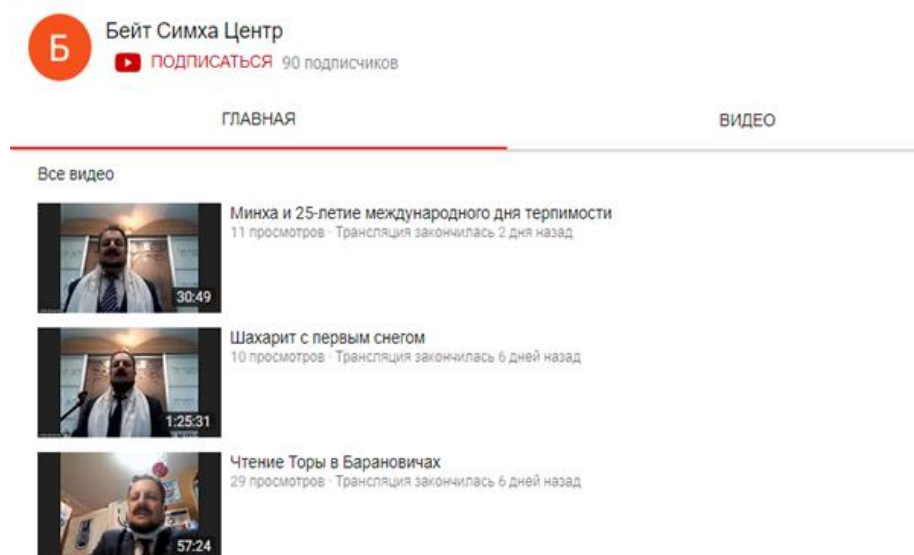 Б
Бейт Симха Центр
ПОДПИСАТЬСЯ 90 подписчиков
ГЛАВНАЯ ВИДЕО
Все видео
Минха и 25-летие международного дня терпимости
11 просмотров · Трансляция закончилась 2 дня назад
30:49
Шахарит с первым снегом
10 просмотров · Трансляция закончилась 6 дней назад
1:25:31
Чтение Торы в Барановичах
29 просмотров · Трансляция закончилась 6 дней назад
57:24